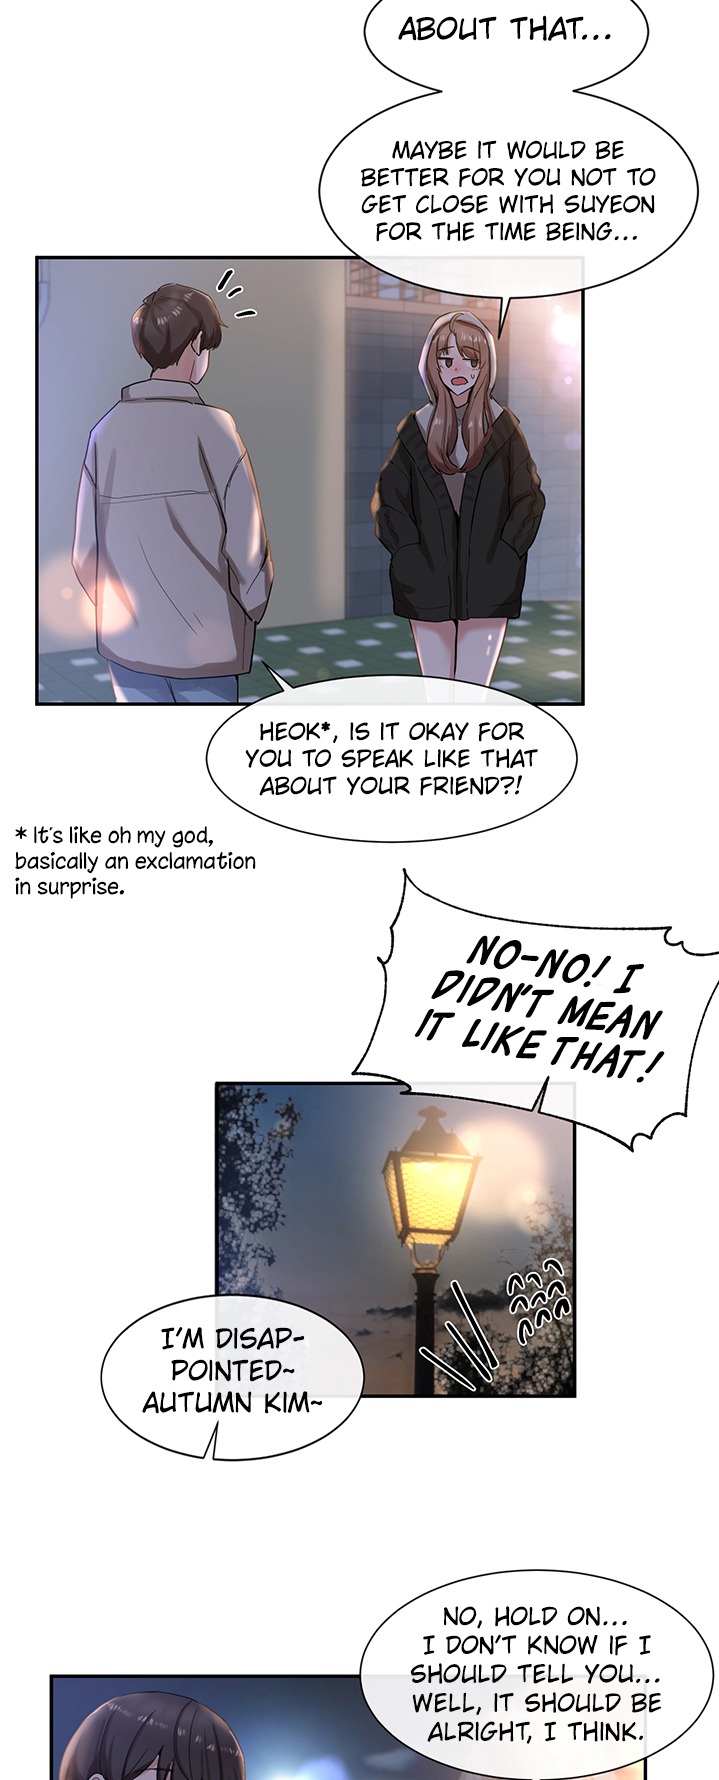 ABOUT THAT...
MAYBE IT WOULD BE
BETTER FOR YOU NOT TO
GET CLOSE WITH SUYEON
FOR THE TIME BEING...
HEOK*, IS IT OKAY FOR
YOU TO SPEAK LIKE THAT
ABOUT YOUR FRIEND?!
* It's like oh my god,
basically an exclamation
in surprise.
NO-NO! I
DIDN'T MEAN
IT LIKE THAT!
I'M DISAP-
POINTED~
AUTUMN KIM~
NO, HOLD ON...
I DON'T KNOW IF I
SHOULD TELL YOU...
WELL, IT SHOULD BE
ALRIGHT, I THINK.